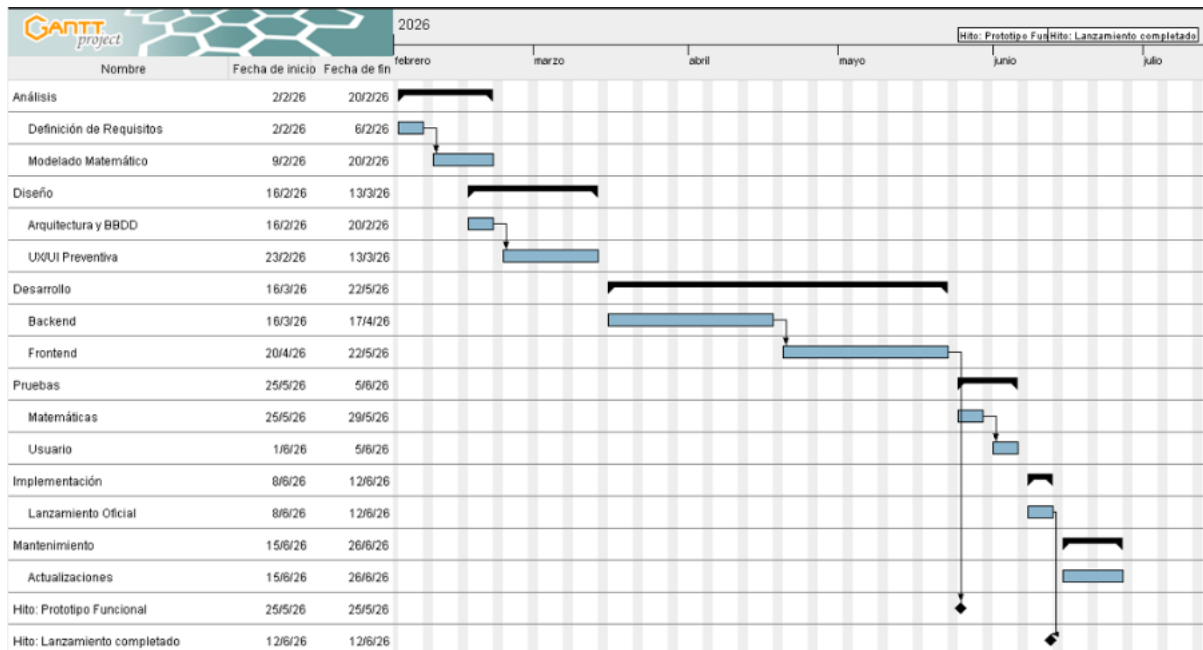 GANTT
project
2026
Hito: Prototipo Fun Hito: Lanzamiento completado
Nombre Fecha de inicio Fecha de fin febrero marzo abril mayo junio julio
Análisis 2/2/26 20/2/26
Definición de Requisitos 2/2/26 6/2/26
Modelado Matemático 9/2/26 20/2/26
Diseño 16/2/26 13/3/26
Arquitectura y BBDD 16/2/26 20/2/26
UX/UI Preventiva 23/2/26 13/3/26
Desarrollo 16/3/26 22/5/26
Backend 16/3/26 17/4/26
Frontend 20/4/26 22/5/26
Pruebas 25/5/26 5/6/26
Matemáticas 25/5/26 29/5/26
Usuario 1/6/26 5/6/26
Implementación 8/6/26 12/6/26
Lanzamiento Oficial 8/6/26 12/6/26
Mantenimiento 15/6/26 26/6/26
Actualizaciones 15/6/26 26/6/26
Hito: Prototipo Funcional 25/5/26 25/5/26
Hito: Lanzamiento completado 12/6/26 12/6/26